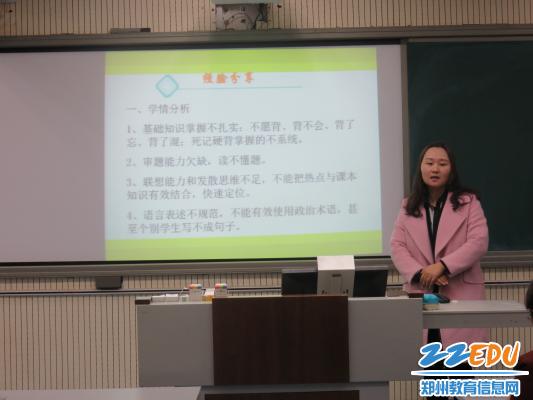 经验分享
一、学情分析
1、基础知识掌握不扎实：不愿背、背不会、背了
忘、背了混；死记硬背掌握的不系统。
2、审题能力欠缺，读不懂题。
3、联想能力和发散思维不足，不能把热点与课本
知识有效结合，快速定位。
4、语言表述不规范，不能有效使用政治术语，甚
至个别学生写不成句子。
ZZEDU
郑州教育信息网